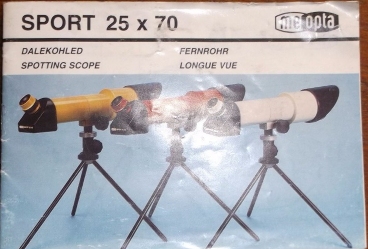 SPORT 25 x 70
meopta
DALEKOHLED
FERNROHR
SPOTTING SCOPE
LONGUE VUE